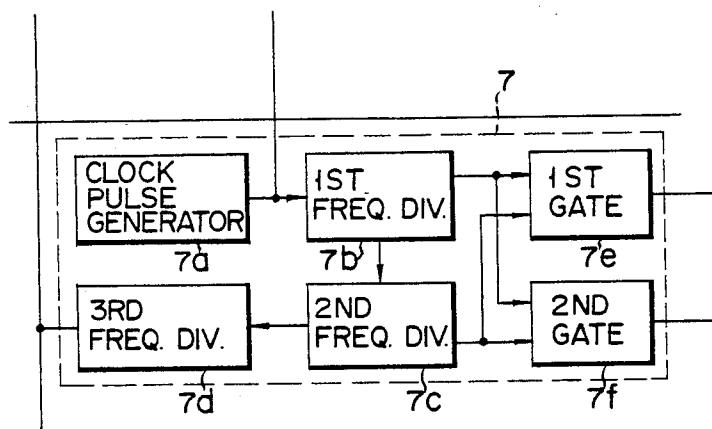 7
CLOCK
PULSE
GENERATOR
7a
1ST
FREQ. DIV.
7b
1ST
GATE
7e
3RD
FREQ. DIV.
7d
2ND
FREQ. DIV.
7c
2ND
GATE
7f